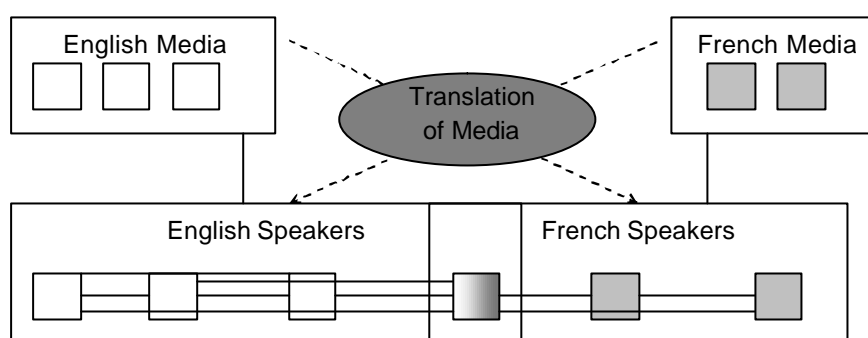 English Media
French Media
Translation
of Media
English Speakers
French Speakers